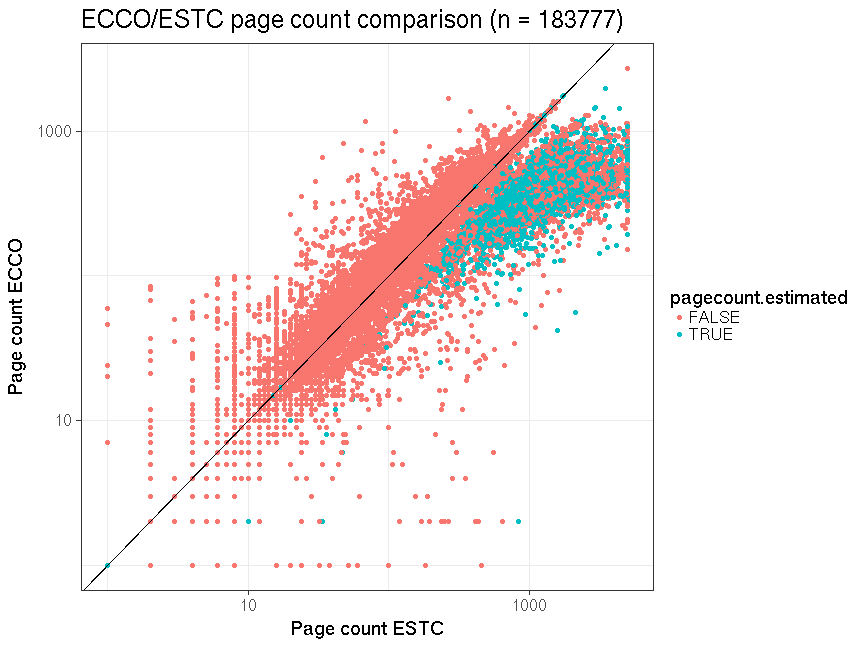 ECCO/ESTC page count comparison (n = 183777)
Page count ECCO
1000
10
10
1000
Page count ESTC
pagecount.estimated
FALSE
TRUE